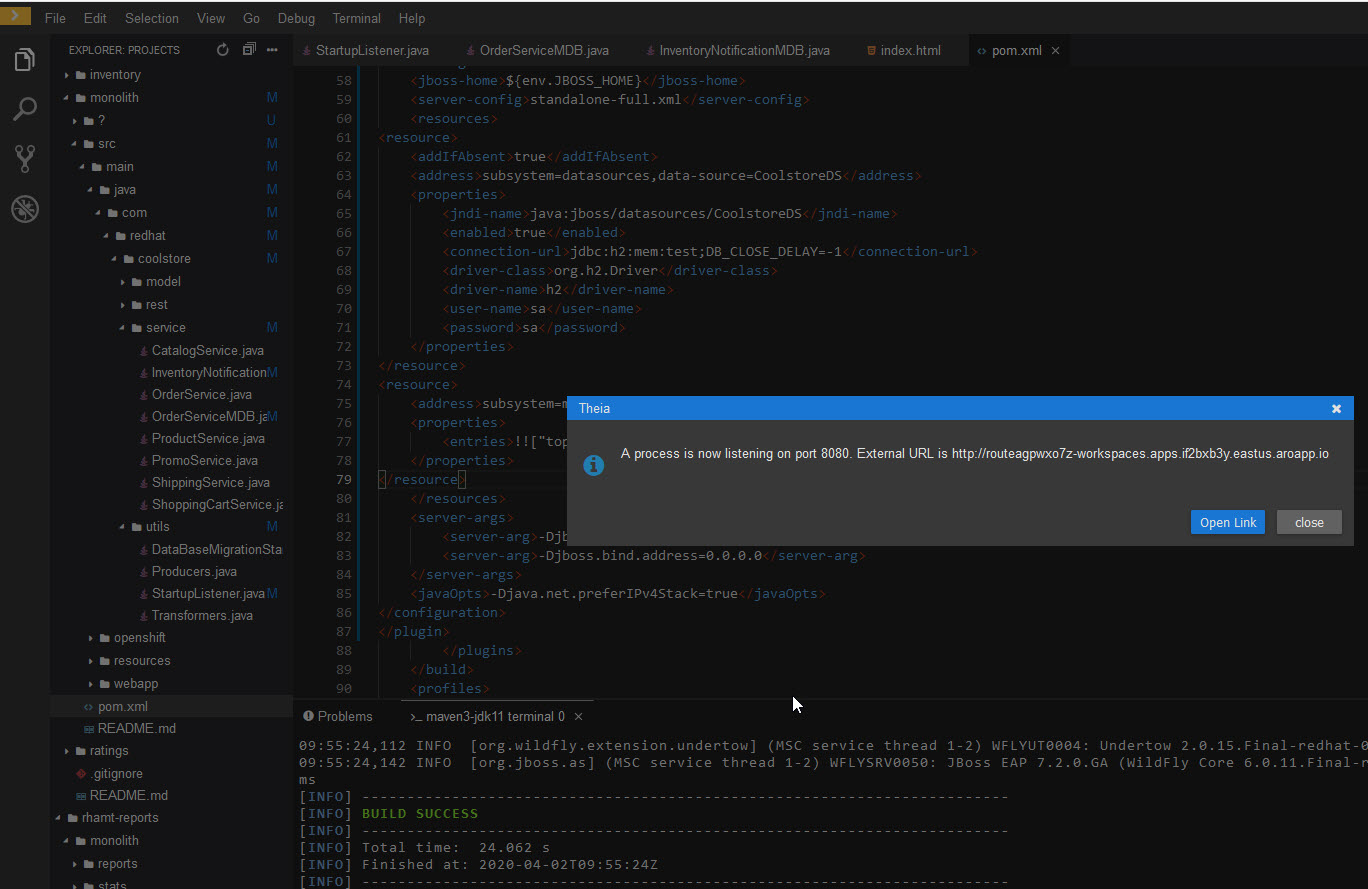 File Edit Selection View Go Debug Terminal Help
EXPLORER: PROJECTS
inventory
monolith M
? U
src M
main M
java M
com M
redhat M
coolstore M
model
rest
service M
CatalogService.java
InventoryNotification M
OrderService.java
OrderServiceMDB.ja M
ProductService.java
PromoService.java
ShippingService.java
ShoppingCartService.ja
utils M
DataBaseMigrationSta
Producers.java
StartupListener.java M
Transformers.java
openshift
resources
webapp
pom.xml
README.md
ratings
.gitignore
README.md
rhamt-reports
monolith
reports
stats
StartupListener.java OrderServiceMDB.java InventoryNotificationMDB.java index.html pom.xml ×
58 <jboss-home>${env.JBOSS_HOME}</jboss-home>
59 <server-config>standalone-full.xml</server-config>
60 <resources>
61 <resource>
62 <addIfAbsent>true</addIfAbsent>
63 <address>subsystem=datasources,data-source=CoolstoreDS</address>
64 <properties>
65 <jndi-name>java:jboss/datasources/CoolstoreDS</jndi-name>
66 <enabled>true</enabled>
67 <connection-url>jdbc:h2:mem:test;DB_CLOSE_DELAY=-1</connection-url>
68 <driver-class>org.h2.Driver</driver-class>
69 <driver-name>h2</driver-name>
70 <user-name>sa</user-name>
71 <password>sa</password>
72 </properties>
73 </resource>
74 <resource>
75 <address>subsystem=m
76 <properties>
77 <entries>!!["top
78 </properties>
79 </resource>
80 </resources>
81 <server-args>
82 <server-arg>-Djb
83 <server-arg>-Djboss.bind.address=0.0.0.0</server-arg>
84 </server-args>
85 <javaOpts>-Djava.net.preferIPv4Stack=true</javaOpts>
86 </configuration>
87 </plugin>
88 </plugins>
89 </build>
90 <profiles>
Theia
A process is now listening on port 8080. External URL is http://routeagpwxo7z-workspaces.apps.if2bxb3y.eastus.aroapp.io
Open Link close
Problems >_ maven3-jdk11 terminal 0 ×
09:55:24,112 INFO [org.wildfly.extension.undertow] (MSC service thread 1-2) WFLYUT0004: Undertow 2.0.15.Final-redhat-0
09:55:24,142 INFO [org.jboss.as] (MSC service thread 1-2) WFLYSRV0050: JBoss EAP 7.2.0.GA (WildFly Core 6.0.11.Final-r
ms
[INFO] ------------------------------------------------------------------------
[INFO] BUILD SUCCESS
[INFO] ------------------------------------------------------------------------
[INFO] Total time: 24.062 s
[INFO] Finished at: 2020-04-02T09:55:24Z
[INFO] ------------------------------------------------------------------------